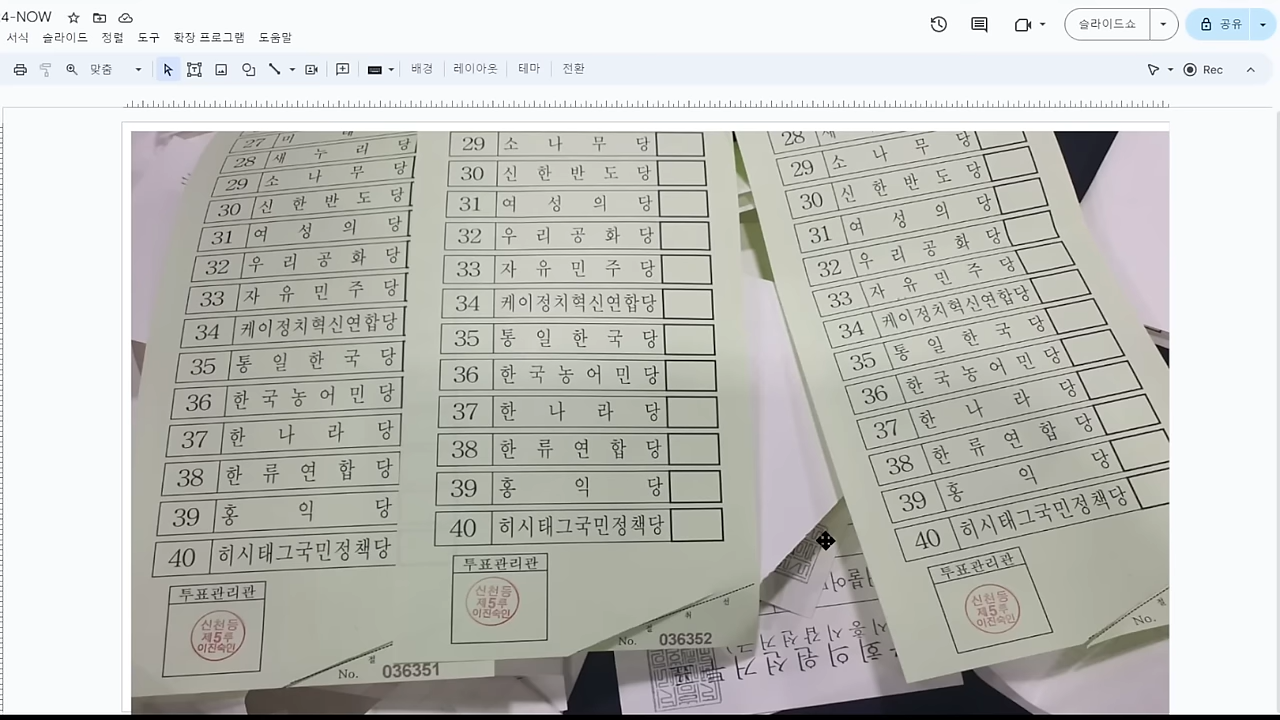 4-NOW
서식 슬라이드 정렬 도구 확장 프로그램 도움말
슬라이드쇼
공유
맞춤
배경 레이아웃 테마 전환
Rec
27
28 새누리당
29 소나무당
30 신한반도당
31 여성의당
32 우리공화당
33 자유민주당
34 케이정치혁신연합당
35 통일한국당
36 한국농어민당
37 한나라당
38 한류연합당
39 홍익당
40 히시태그국민정책당
투표관리관
신천등
제5투
이진숙인
No. 036351
29 소나무당
30 신한반도당
31 여성의당
32 우리공화당
33 자유민주당
34 케이정치혁신연합당
35 통일한국당
36 한국농어민당
37 한나라당
38 한류연합당
39 홍익당
40 히시태그국민정책당
투표관리관
신천등
제5투
이진숙인
No. 036352
28 새
29 소나무당
30 신한반도당
31 여성의당
32 우리공화당
33 자유민주당
34 케이정치혁신연합당
35 통일한국당
36 한국농어민당
37 한나라당
38 한류연합당
39 홍익당
40 히시태그국민정책당
투표관리관
신천등
제5투
이진숙인
No.